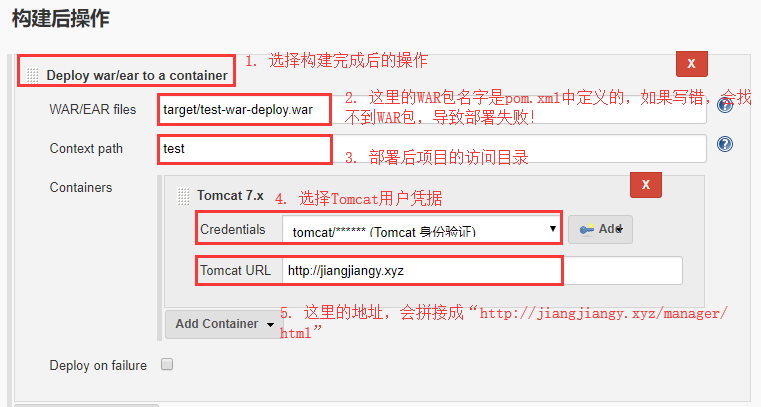 构建后操作
1. 选择构建完成后的操作
X
Deploy war/ear to a container
WAR/EAR files
target/test-war-deploy.war
2. 这里的WAR包名字是pom.xml中定义的，如果写错，会找
不到WAR包，导致部署失败！
?
Context path
test
?
3. 部署后项目的访问目录
Containers
X
Tomcat 7.x
4. 选择Tomcat用户凭据
Credentials
tomcat/****** (Tomcat 身份验证)
Add
Tomcat URL
http://jiangjiangy.xyz
5. 这里的地址，会拼接成“http://jiangjiangy.xyz/manager/
html”
Add Container
Deploy on failure